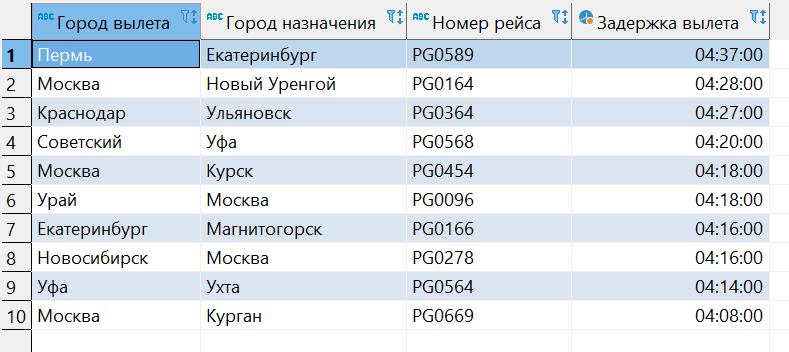 ABC Город вылета ABC Город назначения ABC Номер рейса Задержка вылета
1 Пермь Екатеринбург PG0589 04:37:00
2 Москва Новый Уренгой PG0164 04:28:00
3 Краснодар Ульяновск PG0364 04:27:00
4 Советский Уфа PG0568 04:20:00
5 Москва Курск PG0454 04:18:00
6 Урай Москва PG0096 04:18:00
7 Екатеринбург Магнитогорск PG0166 04:16:00
8 Новосибирск Москва PG0278 04:16:00
9 Уфа Ухта PG0564 04:14:00
10 Москва Курган PG0669 04:08:00